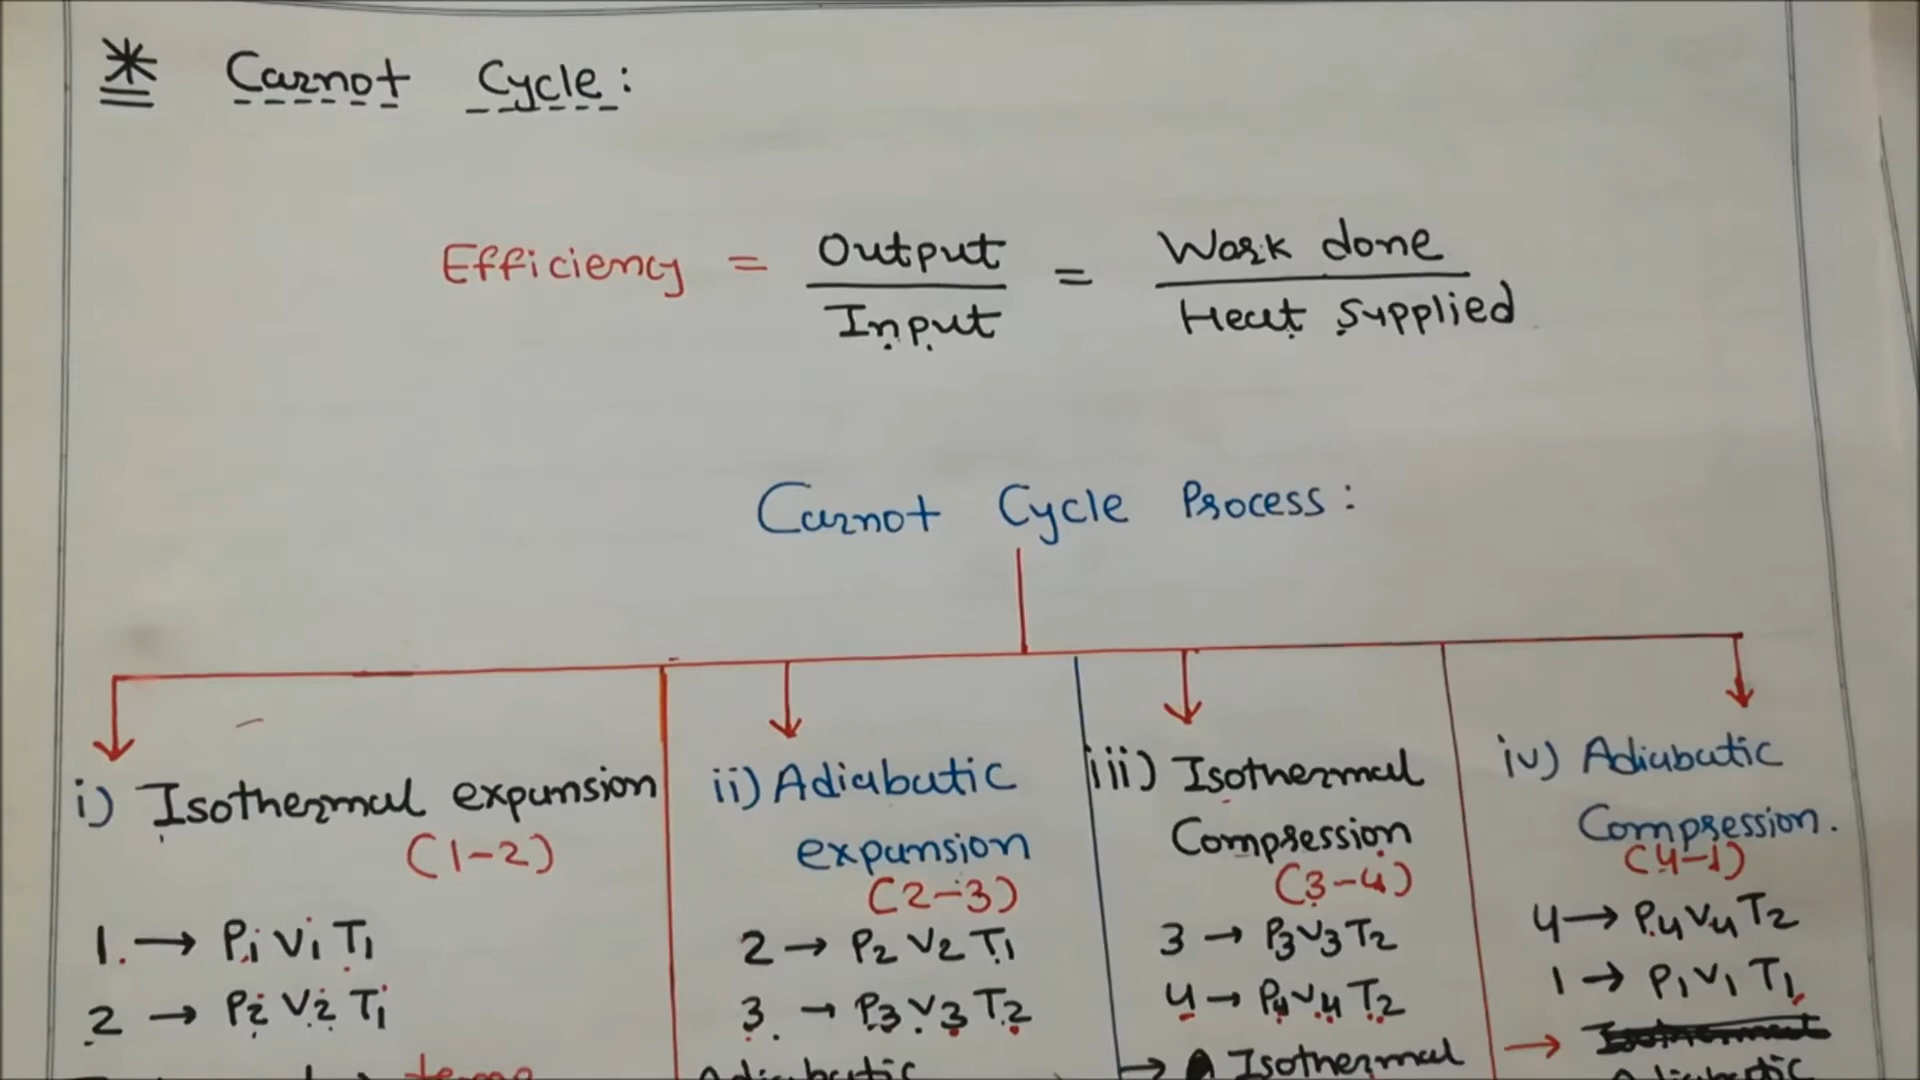 * Carnot Cycle:
Efficiency = Output / Input = Work done / Heat supplied
Carnot Cycle Process:
i) Isothermal expansion
(1-2)
1. → P1 V1 T1
2 → P2 V2 T1
temp
ii) Adiabatic
expansion
(2-3)
2 → P2 V2 T1
3. → P3 V3 T2
Adiabatic
iii) Isothermal
Compression
(3-4)
3 → P3 V3 T2
4 → P4 V4 T2
→ Isothermal
iv) Adiabatic
Compression.
(4-1)
4 → P4 V4 T2
1 → P1 V1 T1
→
Adiabatic